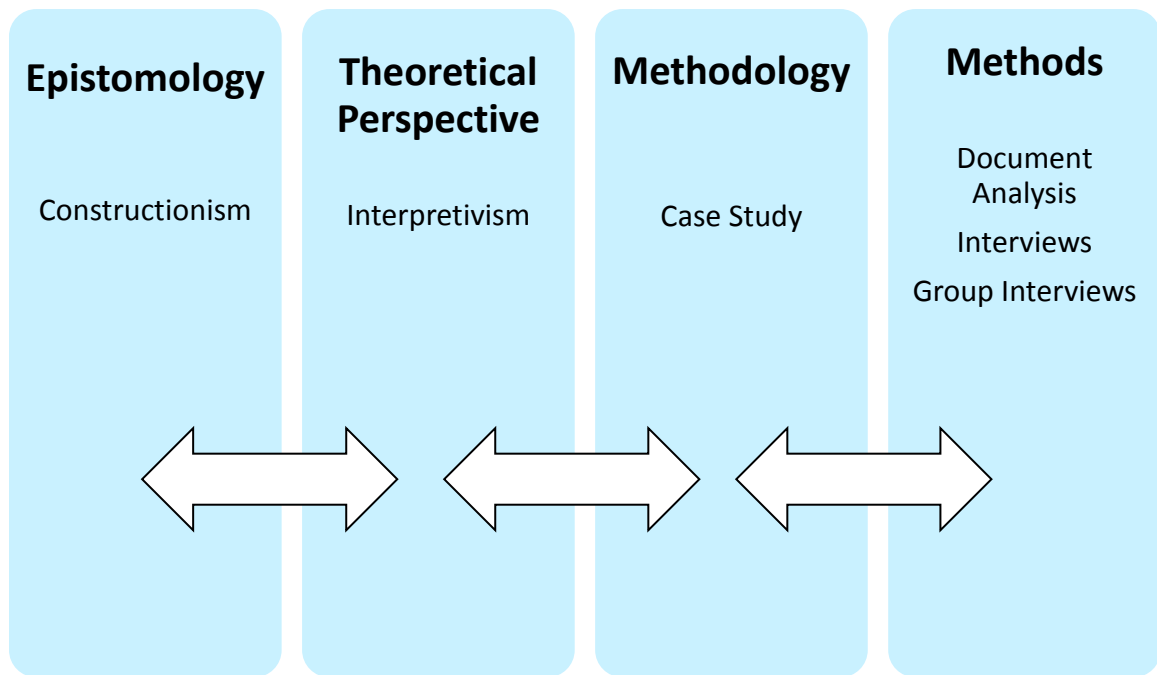 Epistomology
Constructionism
Theoretical
Perspective
Interpretivism
Methodology
Case Study
Methods
Document
Analysis
Interviews
Group Interviews